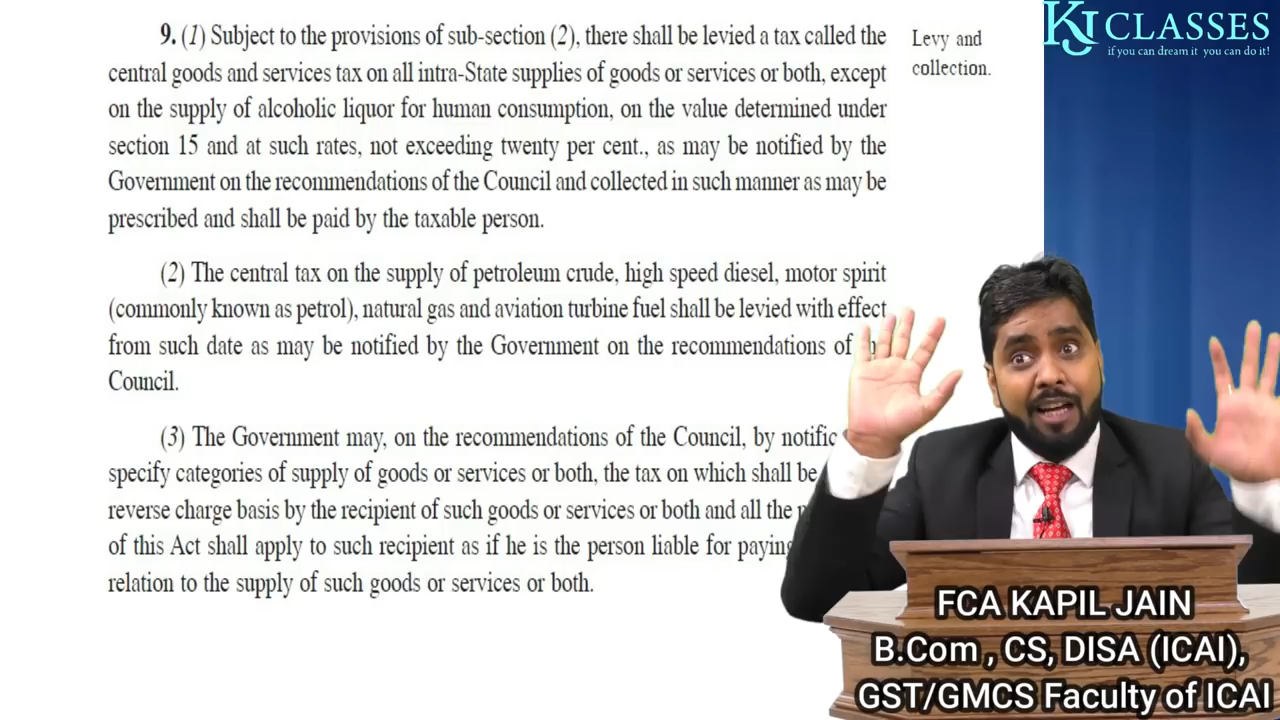 9. (1) Subject to the provisions of sub-section (2), there shall be levied a tax called the
central goods and services tax on all intra-State supplies of goods or services or both, except
on the supply of alcoholic liquor for human consumption, on the value determined under
section 15 and at such rates, not exceeding twenty per cent., as may be notified by the
Government on the recommendations of the Council and collected in such manner as may be
prescribed and shall be paid by the taxable person.
Levy and
collection.
(2) The central tax on the supply of petroleum crude, high speed diesel, motor spirit
(commonly known as petrol), natural gas and aviation turbine fuel shall be levied with effect
from such date as may be notified by the Government on the recommendations of
Council.
(3) The Government may, on the recommendations of the Council, by
specify categories of supply of goods or services or both, the tax on which shall be
reverse charge basis by the recipient of such goods or services or both and all the
of this Act shall apply to such recipient as if he is the person liable for paying
relation to the supply of such goods or services or both.
KJ CLASSES
if you can dream it you can do it!
FCA KAPIL JAIN
B.Com , CS, DISA (ICAI),
GST/GMCS Faculty of ICAI